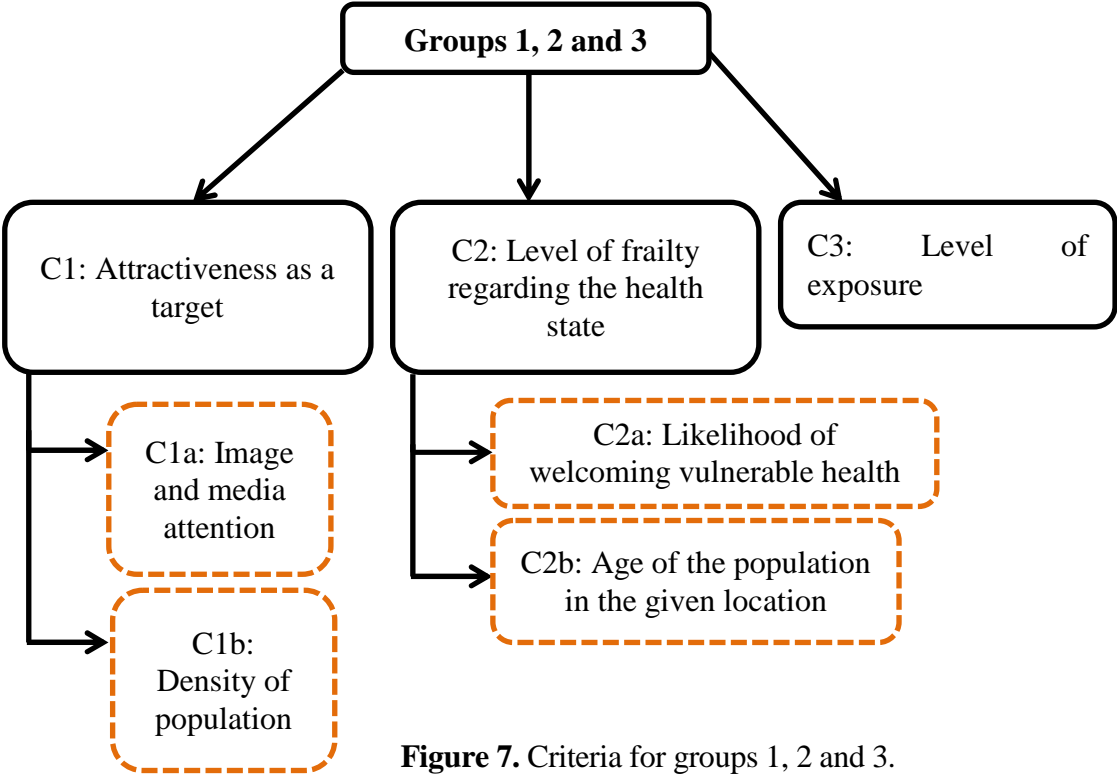 Groups 1, 2 and 3
C1: Attractiveness as a
target
C2: Level of frailty
regarding the health
state
C3: Level of
exposure
C1a: Image
and media
attention
C2a: Likelihood of
welcoming vulnerable health
C2b: Age of the population
in the given location
C1b:
Density of
population
Figure 7. Criteria for groups 1, 2 and 3.